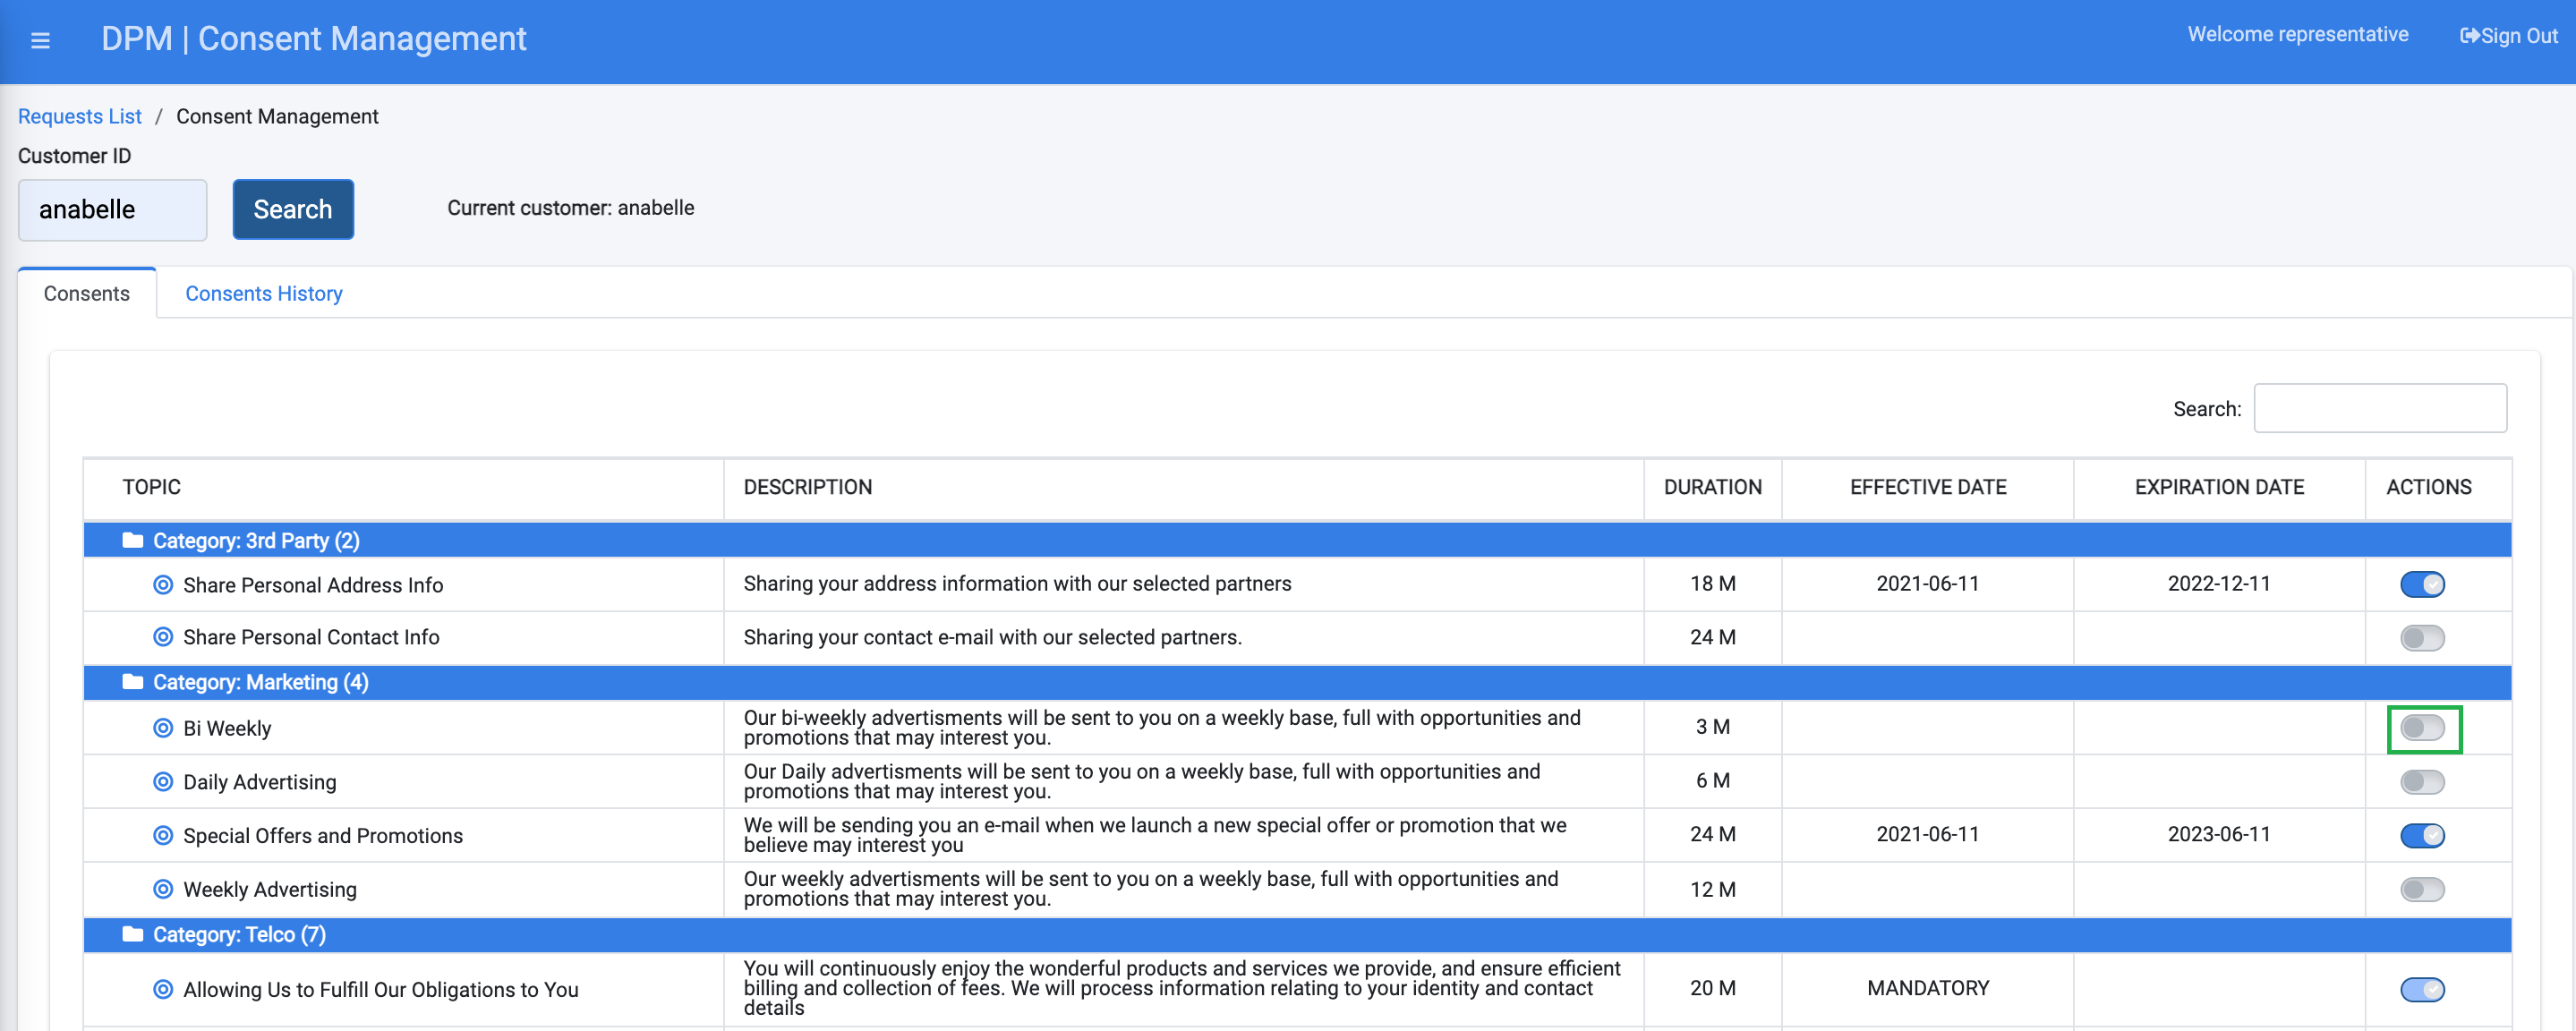 DPM | Consent Management
Welcome representative
Sign Out
Requests List / Consent Management
Customer ID
anabelle
Search
Current customer: anabelle
Consents
Consents History
Search:
TOPIC DESCRIPTION DURATION EFFECTIVE DATE EXPIRATION DATE ACTIONS
Category: 3rd Party (2)
Share Personal Address Info Sharing your address information with our selected partners 18 M 2021-06-11 2022-12-11
Share Personal Contact Info Sharing your contact e-mail with our selected partners. 24 M
Category: Marketing (4)
Bi Weekly Our bi-weekly advertisments will be sent to you on a weekly base, full with opportunities and
promotions that may interest you. 3 M
Daily Advertising Our Daily advertisments will be sent to you on a weekly base, full with opportunities and
promotions that may interest you. 6 M
Special Offers and Promotions We will be sending you an e-mail when we launch a new special offer or promotion that we
believe may interest you 24 M 2021-06-11 2023-06-11
Weekly Advertising Our weekly advertisments will be sent to you on a weekly base, full with opportunities and
promotions that may interest you. 12 M
Category: Telco (7)
You will continuously enjoy the wonderful products and services we provide, and ensure efficient
Allowing Us to Fulfill Our Obligations to You billing and collection of fees. We will process information relating to your identity and contact 20 M MANDATORY
details